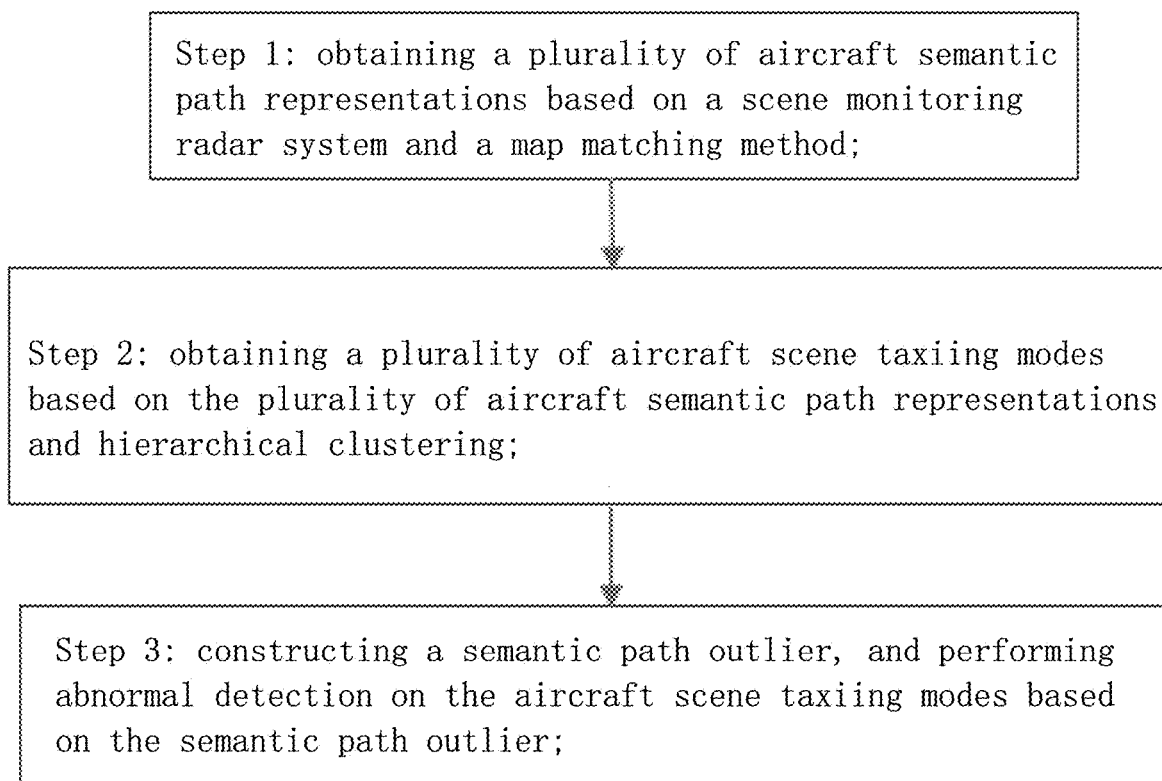 Step 1: obtaining a plurality of aircraft semantic
path representations based on a scene monitoring
radar system and a map matching method;
Step 2: obtaining a plurality of aircraft scene taxiing modes
based on the plurality of aircraft semantic path representations
and hierarchical clustering;
Step 3: constructing a semantic path outlier, and performing
abnormal detection on the aircraft scene taxiing modes based
on the semantic path outlier;